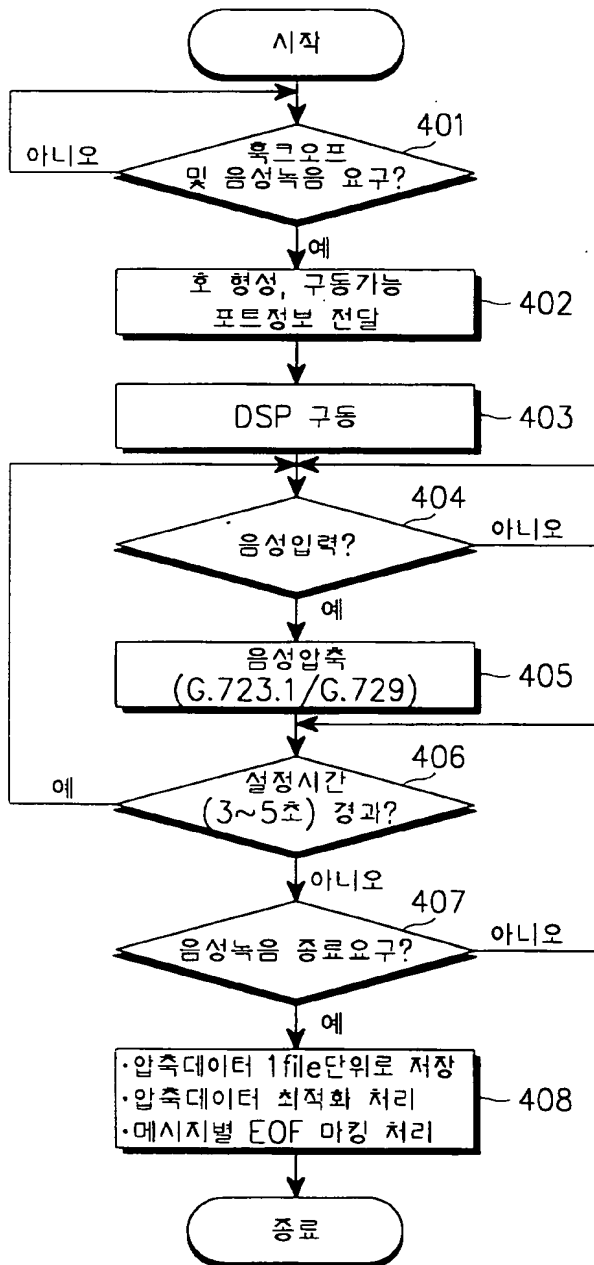 시작
401
훅크오프
및 음성녹음 요구?
아니오
예
호 형성, 구동가능
포트정보 전달
402
DSP 구동
403
404
음성입력?
아니오
예
음성압축
(G.723.1/G.729)
405
406
설정시간
(3~5초) 경과?
예
아니오
407
음성녹음 종료요구?
아니오
예
·압축데이터 1file단위로 저장
·압축데이터 최적화 처리
·메시지별 EOF 마킹 처리
408
종료